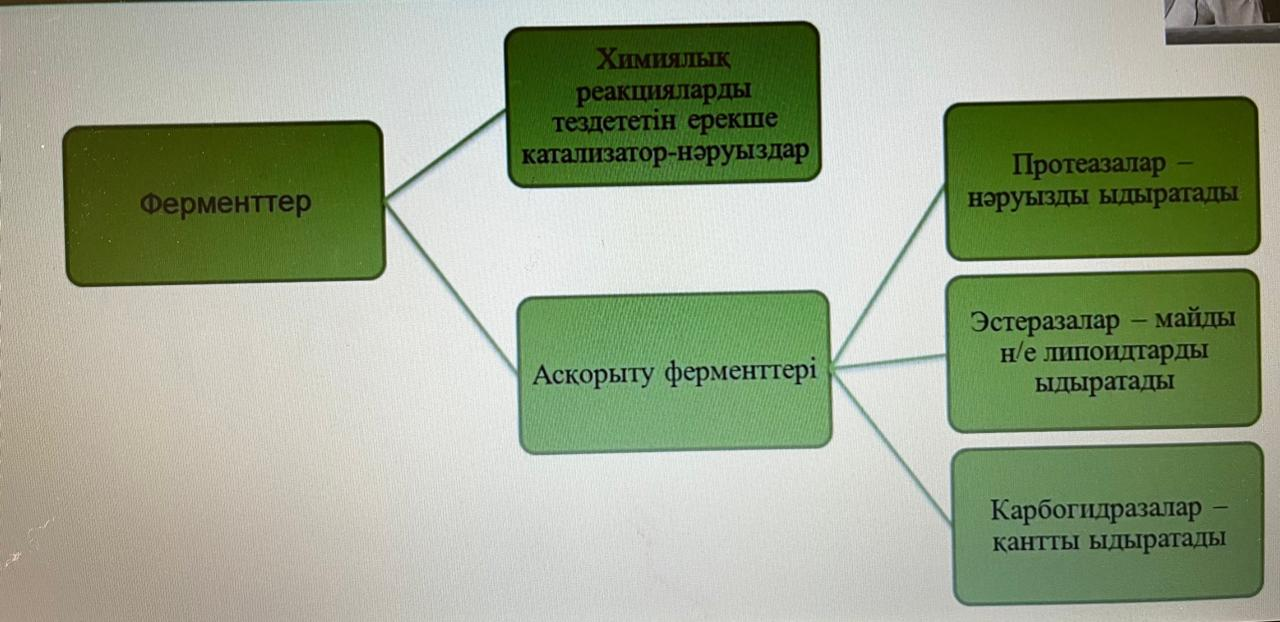 Ферменттер
Химиялық
реакцияларды
тездететін ерекше
катализатор-нәруыздар
Асқорыту ферменттері
Протеазалар –
нәруызды ыдыратады
Эстеразалар – майды
н/е липоидтарды
ыдыратады
Карбогидразалар –
қантты ыдыратады